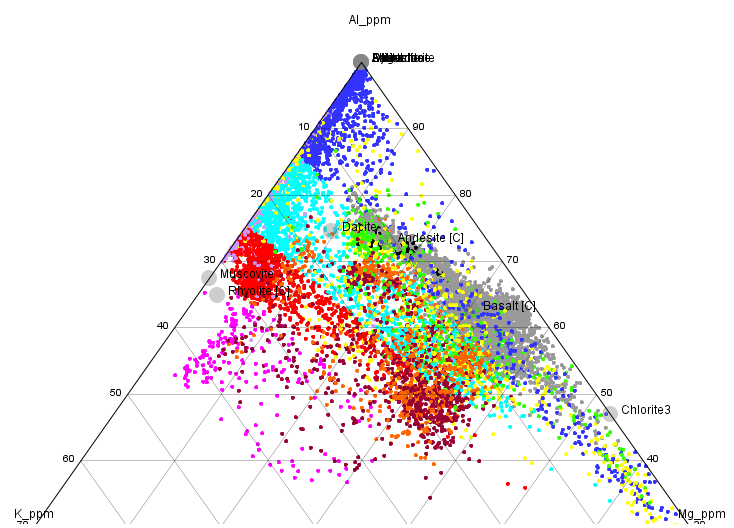 Al_ppm
10
90
20
80
Dacite
Andesite [C]
30
70
Muscovite
Rhyolite [C]
Basalt [C]
40
60
50
50
Chlorite3
60
40
K_ppm
Mg_ppm